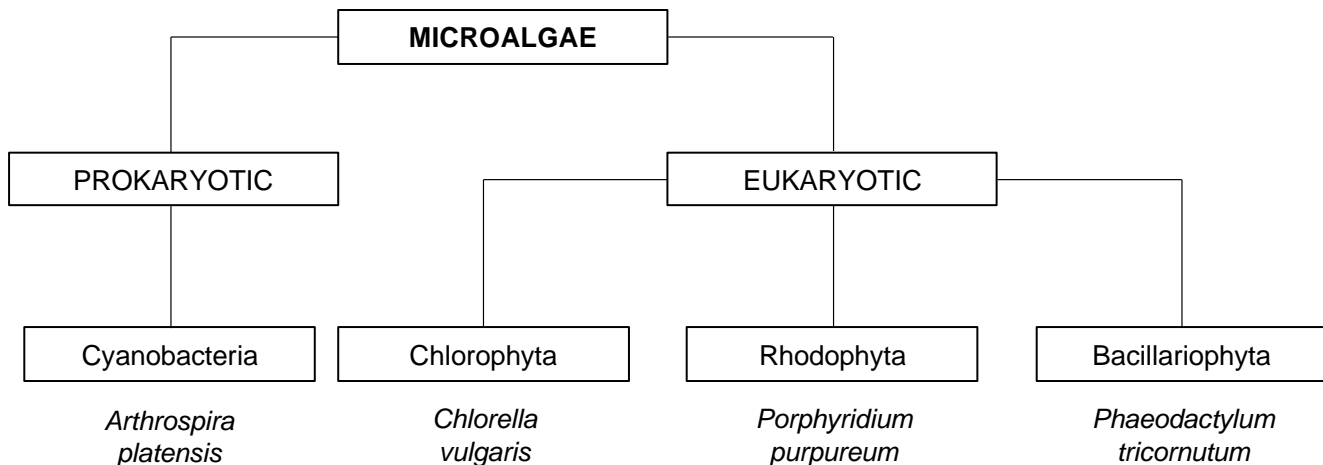 MICROALGAE
PROKARYOTIC
EUKARYOTIC
Cyanobacteria
Chlorophyta
Rhodophyta
Bacillariophyta
Arthrospira
platensis
Chlorella
vulgaris
Porphyridium
purpureum
Phaeodactylum
tricornutum